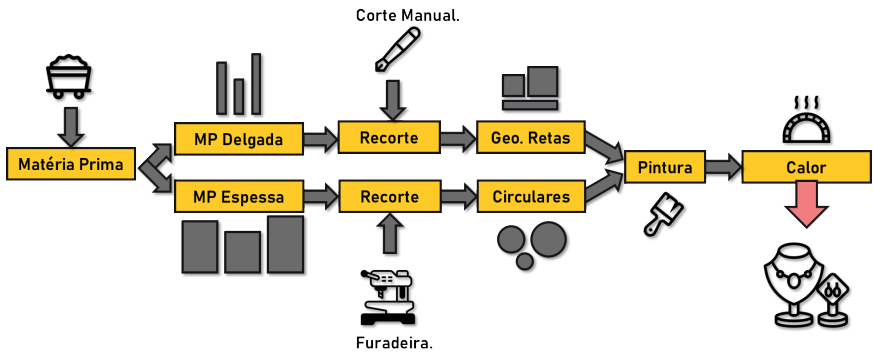 Corte Manual.
Matéria Prima
MP Delgada
Recorte
Geo. Retas
MP Espessa
Recorte
Circulares
Pintura
Calor
Furadeira.